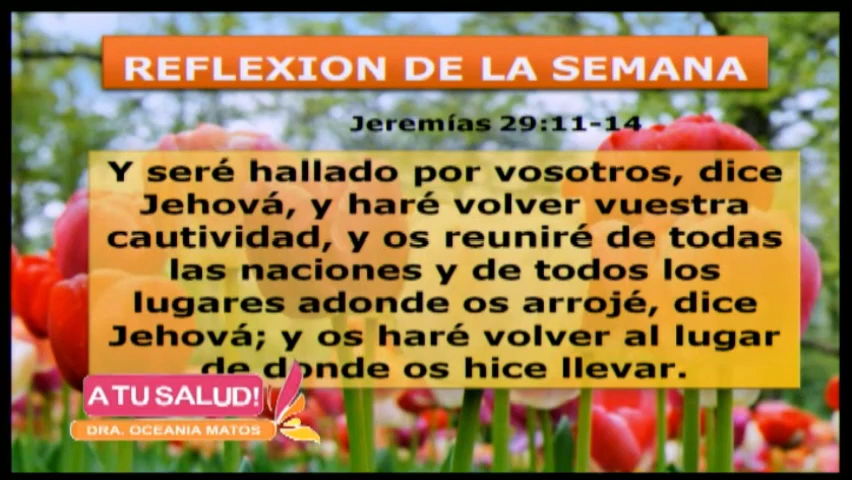 REFLEXION DE LA SEMANA
Jeremías 29:11-14
Y seré hallado por vosotros, dice
Jehová, y haré volver vuestra
cautividad, y os reuniré de todas
las naciones y de todos los
lugares adonde os arrojé, dice
Jehová; y os haré volver al lugar
de donde os hice llevar.
A TU SALUD!
DRA. OCEANIA MATOS